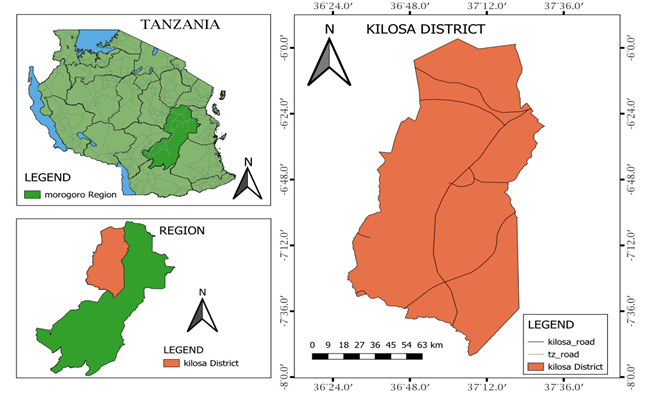 TANZANIA
N
LEGEND
morogoro Region
REGION
N
LEGEND
kilosa District
36°24.0' 36°48.0' 37°12.0' 37°36.0'
KILOSA DISTRICT
N
-6°0.0'
-6°24.0'
-6°48.0'
-7°12.0'
-7°36.0'
-8°0.0'
-6°0.0'
-6°24.0'
-6°48.0'
-7°12.0'
-7°36.0'
-8°0.0'
0 9 18 27 36 45 54 63 km
LEGEND
kilosa_road
tz_road
kilosa District
36°24.0' 36°48.0' 37°12.0' 37°36.0'